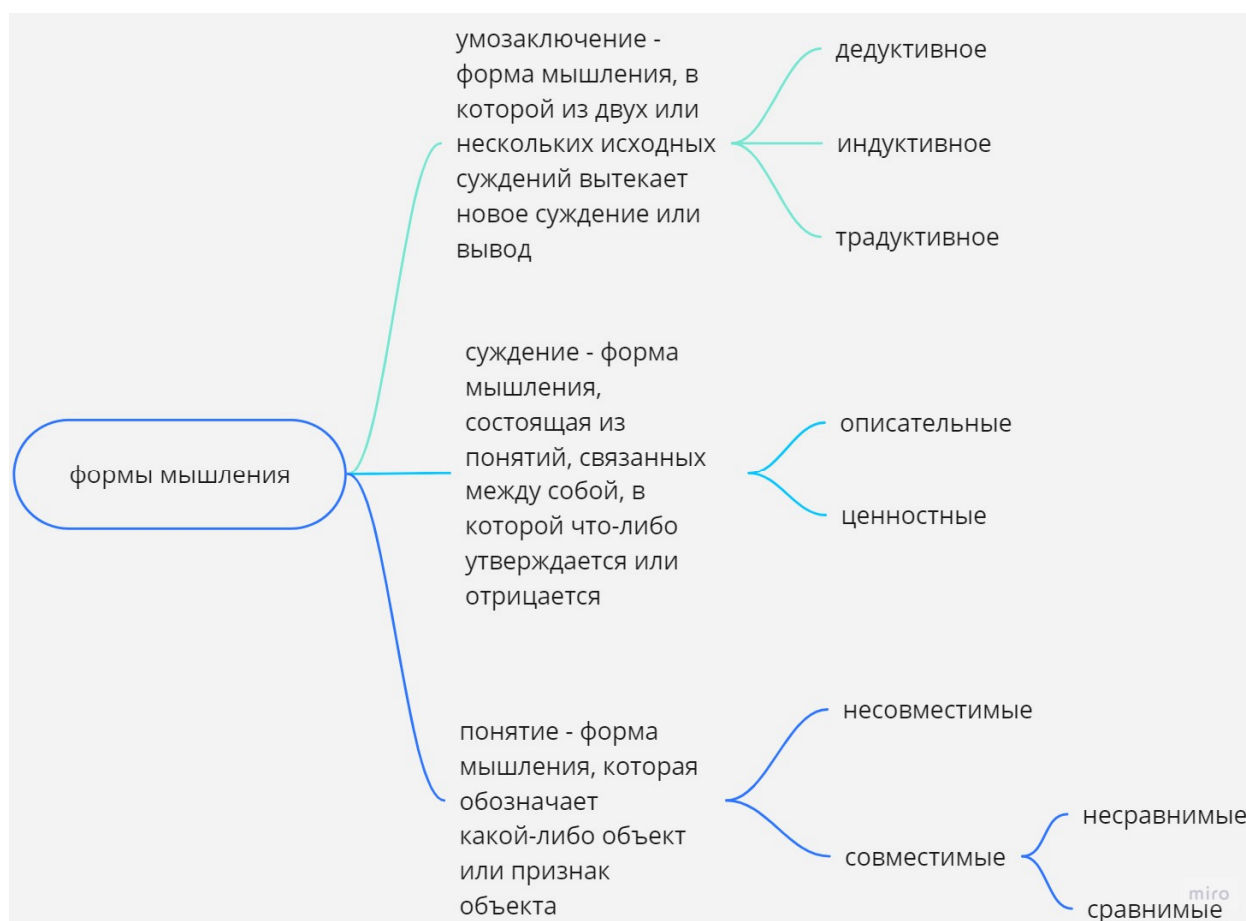 умозаключение -
форма мышления, в
которой из двух или
нескольких исходных
суждений вытекает
новое суждение или
вывод
дедуктивное
индуктивное
традуктивное
суждение - форма
мышления,
состоящая из
понятий, связанных
между собой, в
которой что-либо
утверждается или
отрицается
описательные
ценностные
формы мышления
понятие - форма
мышления, которая
обозначает
какой-либо объект
или признак
объекта
несовместимые
совместимые
несравнимые
сравнимые
miro